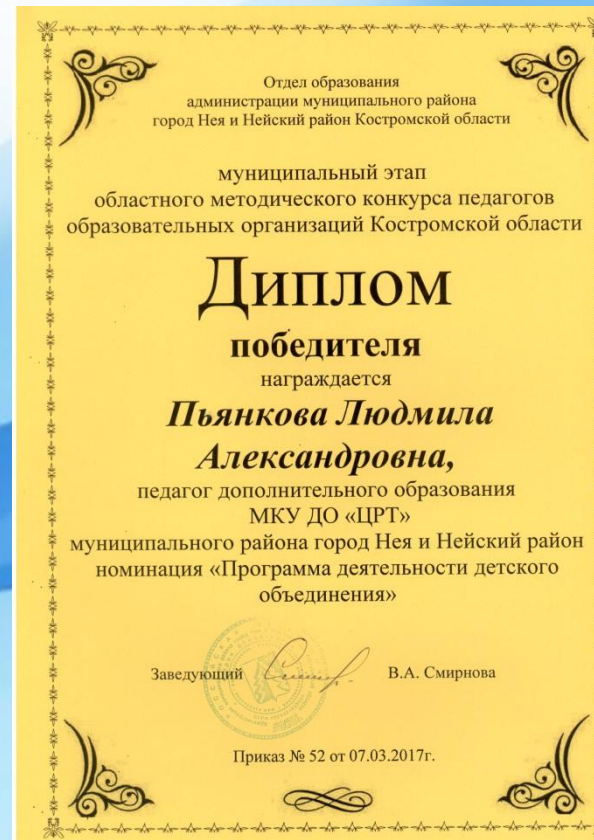 Отдел образования
администрации муниципального района
город Нея и Нейский район Костромской области
муниципальный этап
областного методического конкурса педагогов
образовательных организаций Костромской области
Диплом
победителя
награждается
Пьянкова Людмила
Александровна,
педагог дополнительного образования
МКУ ДО «ЦРТ»
муниципального района город Нея и Нейский район
номинация «Программа деятельности детского
объединения»
Заведующий В.А. Смирнова
Приказ № 52 от 07.03.2017г.